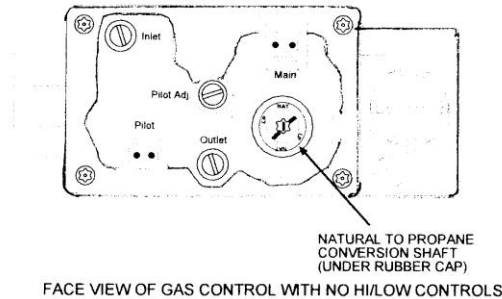 Inlet
Main
Pilot Adj.
Pilot
Outlet
NAT
NATURAL TO PROPANE
CONVERSION SHAFT
(UNDER RUBBER CAP)
FACE VIEW OF GAS CONTROL WITH NO HI/LOW CONTROLS